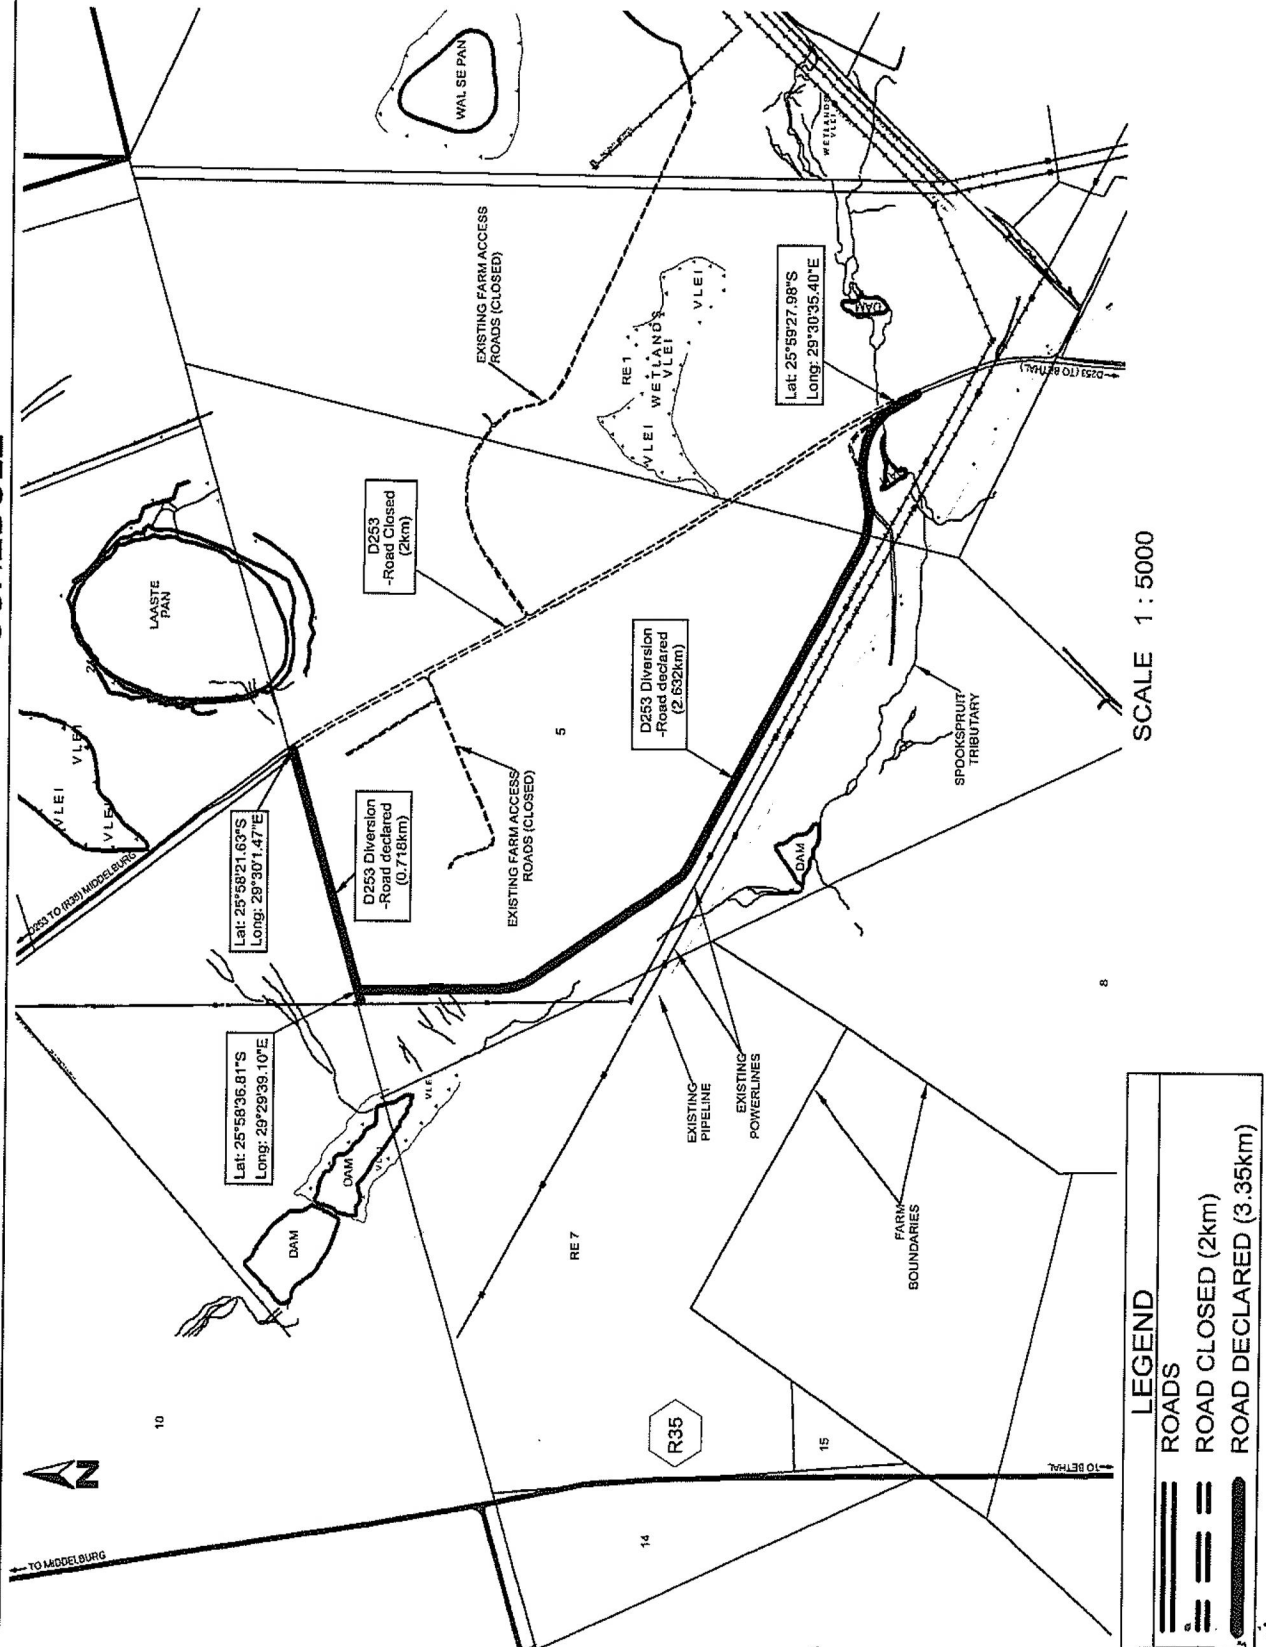 WAL SE PAN
LAASTE
PAN
VLEI
VLEI
VLEI
D253 TO (R35) MIDDELBURG
EXISTING FARM ACCESS
ROADS (CLOSED)
WETLANDS
VLEI
RE 1
WETLANDS
VLEI
VLEI
VLEI
Lat: 25°59'27.98"S
Long: 29°30'35.40"E
DAM
D253 (TO BETHAL)
D253
-Road Closed
(2km)
Lat: 25°58'21.63"S
Long: 29°30'1.47"E
D253 Diversion
-Road declared
(0.718km)
EXISTING FARM ACCESS
ROADS (CLOSED)
5
D253 Diversion
-Road declared
(2.632km)
SPOOKSPRUIT
TRIBUTARY
DAM
Lat: 25°58'36.81"S
Long: 29°29'39.10"E
DAM
DAM
EXISTING
PIPELINE
EXISTING
POWERLINES
8
FARM
BOUNDARIES
RE 7
10
N
R35
15
14
TO MIDDELBURG
TO BETHAL
SCALE 1 : 5000
LEGEND
ROADS
ROAD CLOSED (2km)
ROAD DECLARED (3.35km)